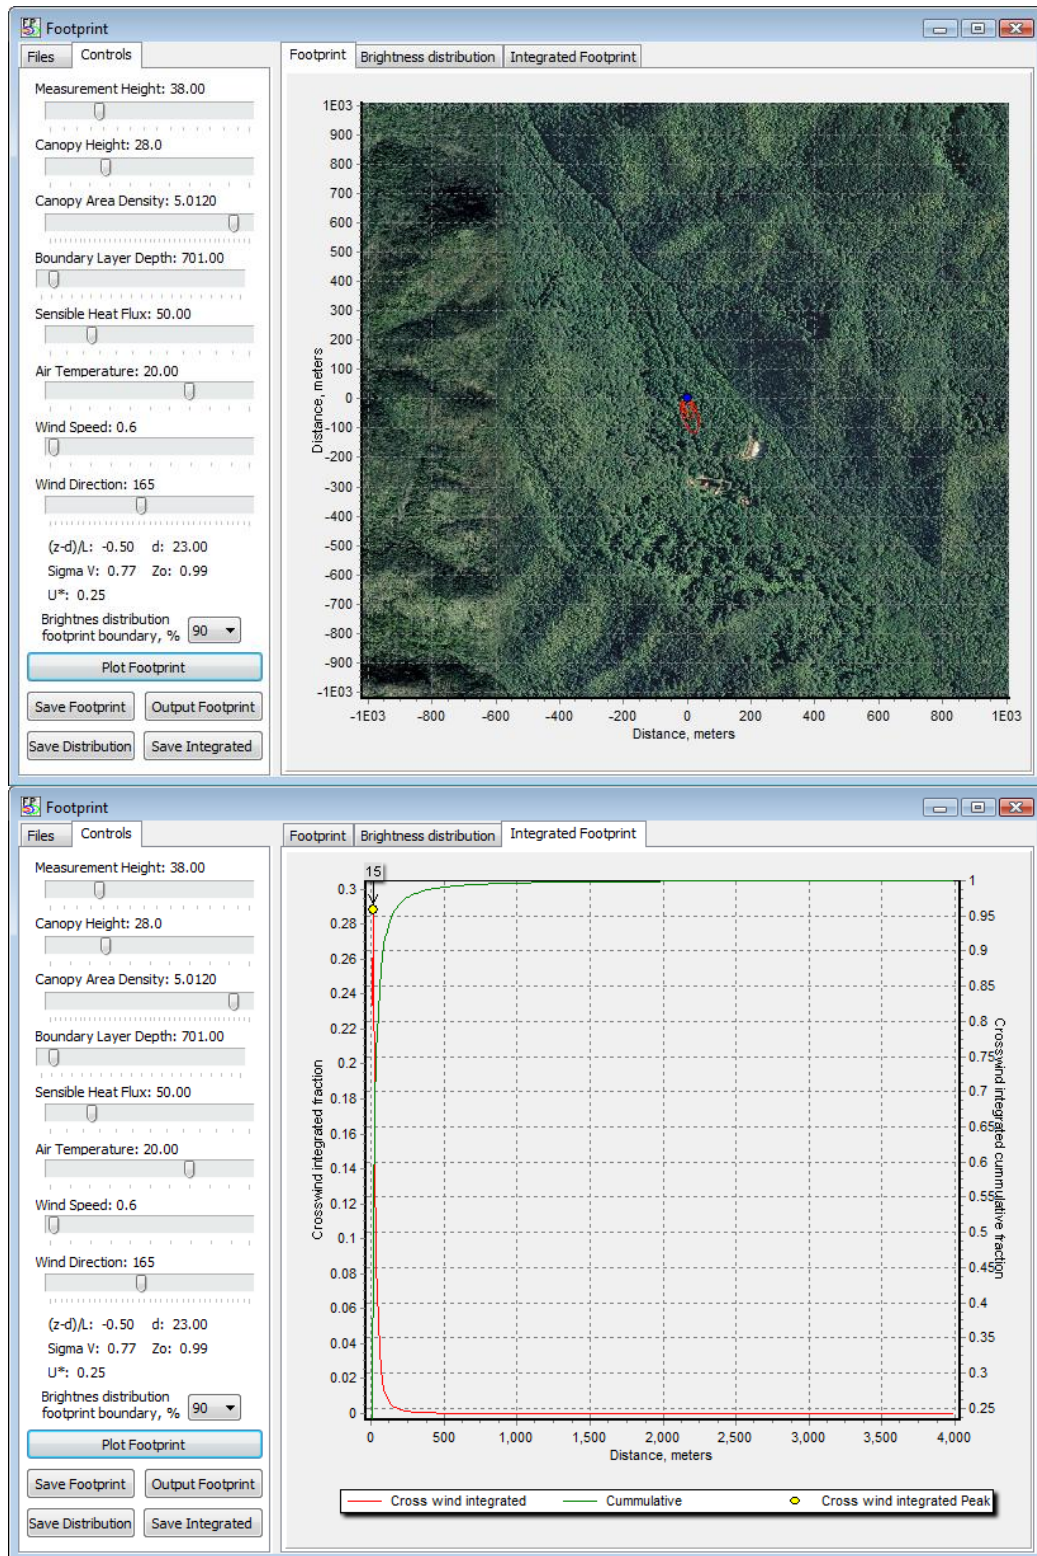 Footprint
Files Controls
Footprint Brightness distribution Integrated Footprint
Measurement Height: 38.00
Canopy Height: 28.0
Canopy Area Density: 5.0120
Boundary Layer Depth: 701.00
Sensible Heat Flux: 50.00
Air Temperature: 20.00
Wind Speed: 0.6
Wind Direction: 165
(z-d)/L: -0.50 d: 23.00
Sigma V: 0.77 Zo: 0.99
U*: 0.25
Brightnes distribution
footprint boundary, % 90
Plot Footprint
Save Footprint Output Footprint
Save Distribution Save Integrated
1E03
900
800
700
600
500
400
300
200
100
0
-100
-200
-300
-400
-500
-600
-700
-800
-900
-1E03
Distance, meters
-1E03 -800 -600 -400 -200 0 200 400 600 800 1E03
Distance, meters
Footprint
Files Controls
Footprint Brightness distribution Integrated Footprint
Measurement Height: 38.00
Canopy Height: 28.0
Canopy Area Density: 5.0120
Boundary Layer Depth: 701.00
Sensible Heat Flux: 50.00
Air Temperature: 20.00
Wind Speed: 0.6
Wind Direction: 165
(z-d)/L: -0.50 d: 23.00
Sigma V: 0.77 Zo: 0.99
U*: 0.25
Brightnes distribution
footprint boundary, % 90
Plot Footprint
Save Footprint Output Footprint
Save Distribution Save Integrated
15
0.3
0.28
0.26
0.24
0.22
0.2
0.18
0.16
0.14
0.12
0.1
0.08
0.06
0.04
0.02
0
Crosswind integrated fraction
1
0.95
0.9
0.85
0.8
0.75
0.7
0.65
0.6
0.55
0.5
0.45
0.4
0.35
0.3
0.25
Crosswind integrated cummulative fraction
0 500 1,000 1,500 2,000 2,500 3,000 3,500 4,000
Distance, meters
Cross wind integrated Cummulative Cross wind integrated Peak